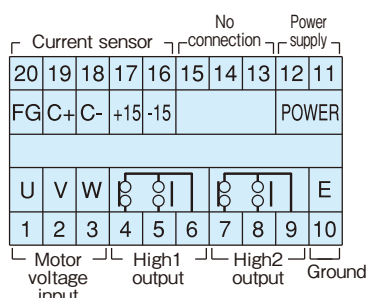 Current sensor
No
connection
Power
supply
20 19 18 17 16 15 14 13 12 11
FG C+ C- +15 -15 POWER
U V W E
1 2 3 4 5 6 7 8 9 10
Motor
voltage
input
High1
output
High2
output
Ground